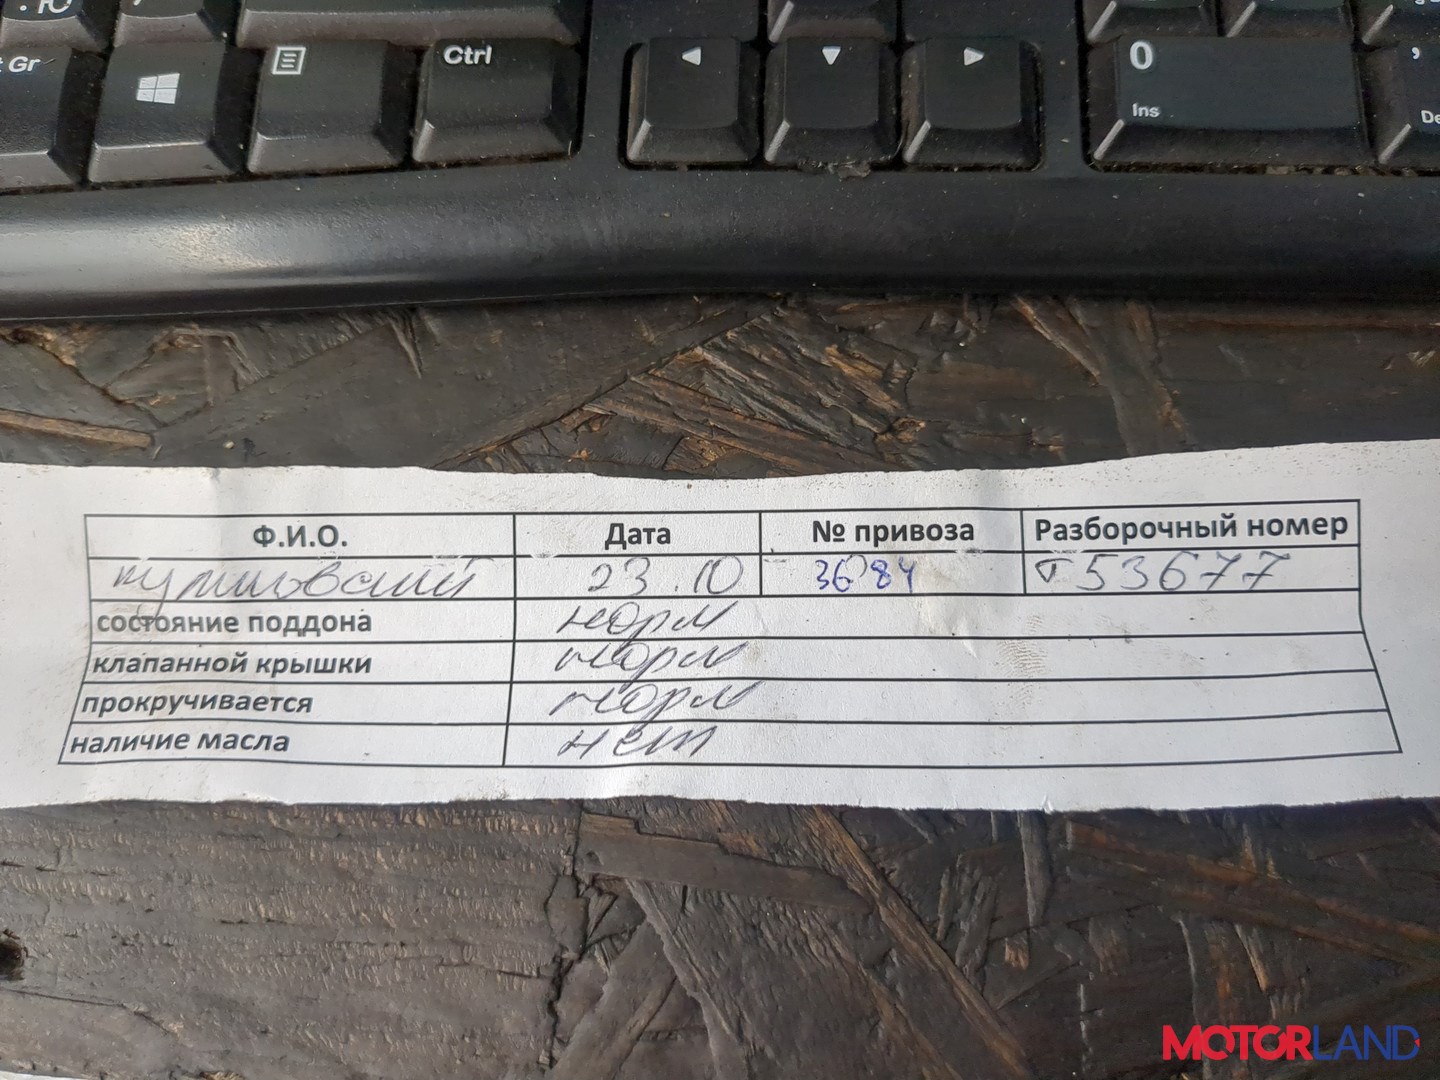 . Ю
t Gr
Ctrl
0
Ins
,
De
Ф.И.О. Дата № привоза Разборочный номер
23.10 3684 т53677
состояние поддона норм
клапанной крышки норм
прокручивается норм
наличие масла нет
MOTORLAND